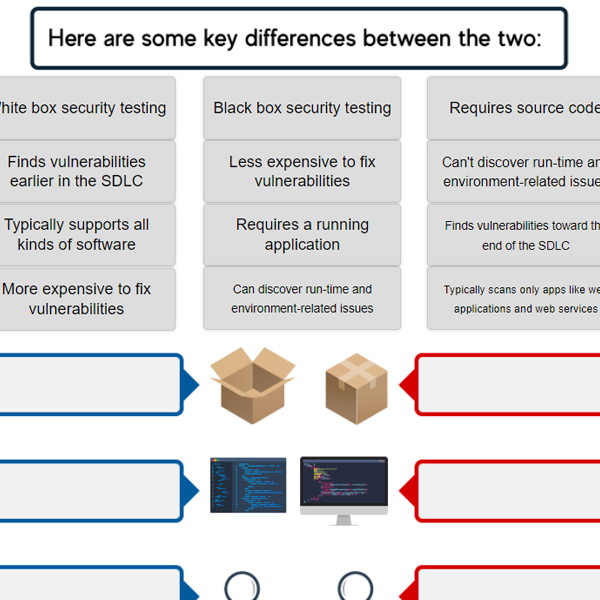 Here are some key differences between the two:
hite box security testing
Black box security testing
Requires source code
Finds vulnerabilities
earlier in the SDLC
Less expensive to fix
vulnerabilities
Can't discover run-time an
environment-related issue
Typically supports all
kinds of software
Requires a running
application
Finds vulnerabilities toward th
end of the SDLC
More expensive to fix
vulnerabilities
Can discover run-time and
environment-related issues
Typically scans only apps like we
applications and web services